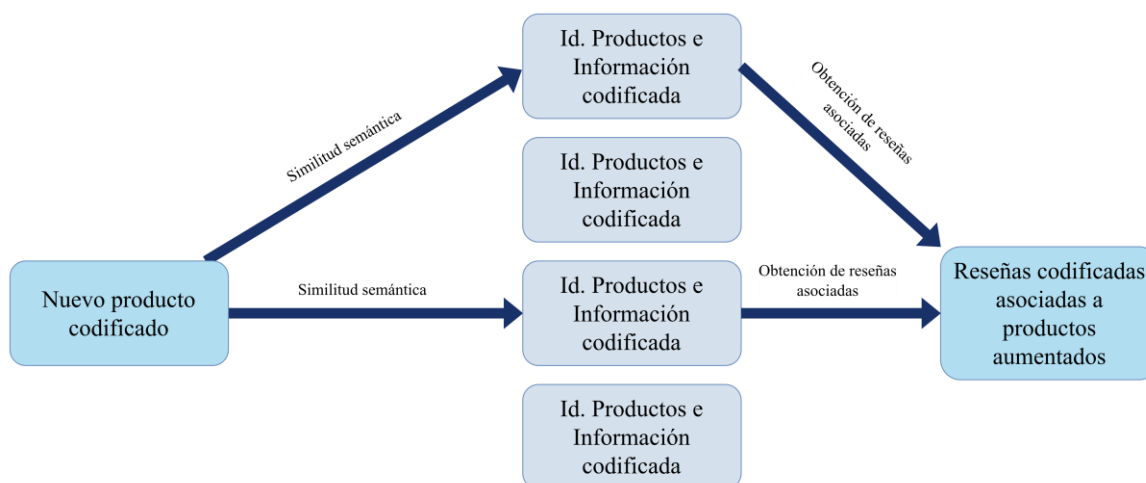 Id. Productos e
Información
codificada
Similitud semántica
Obtención de reseñas
asociadas
Id. Productos e
Información
codificada
Nuevo producto
codificado
Similitud semántica
Id. Productos e
Información
codificada
Obtención de reseñas
asociadas
Reseñas codificadas
asociadas a
productos
aumentados
Id. Productos e
Información
codificada